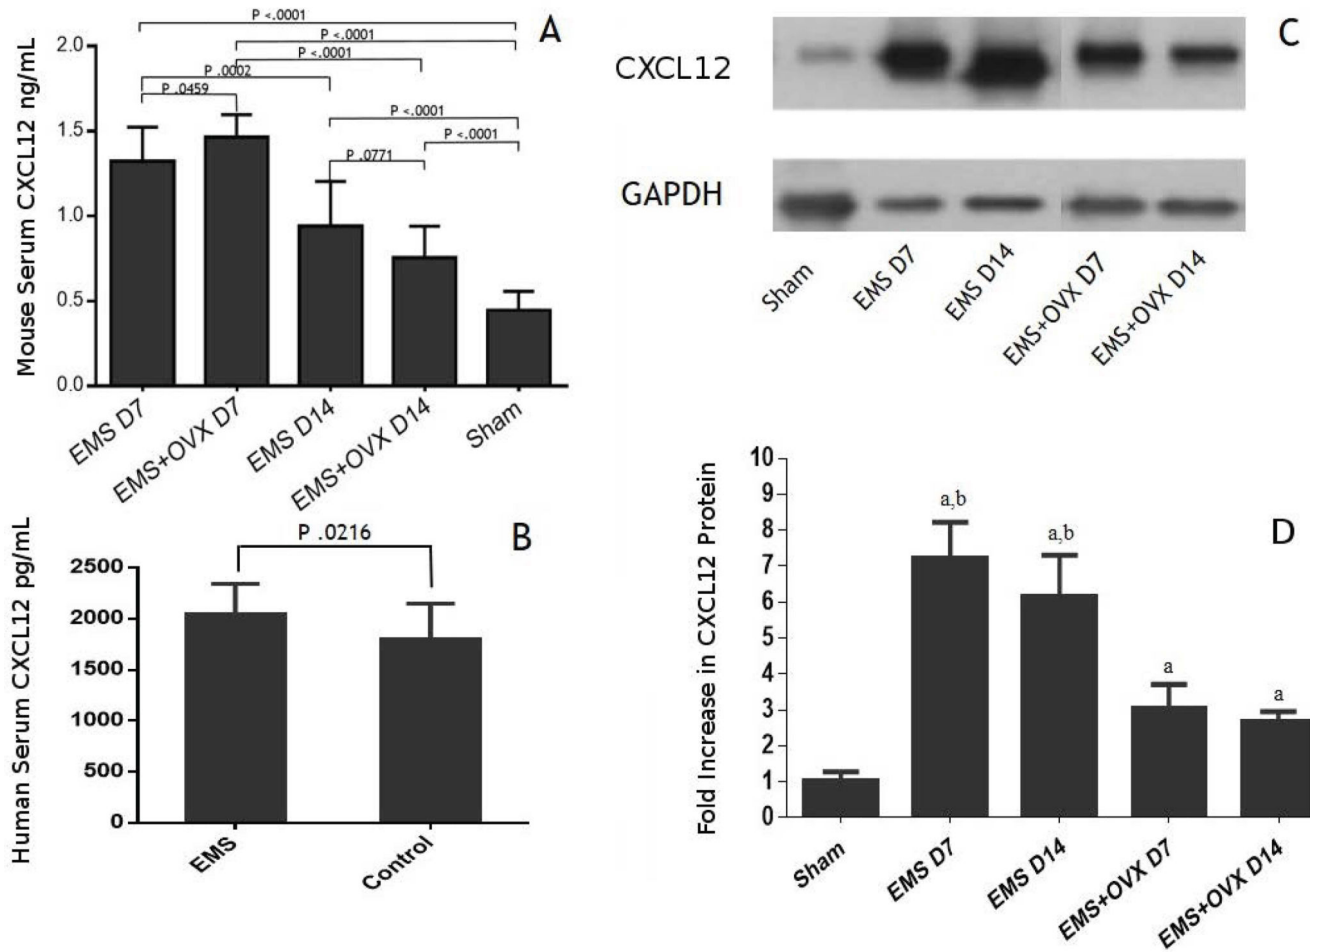 A
P <.0001
P <.0001
P <.0001
P .0002
P .0459
P <.0001
P <.0001
P .0771
Mouse Serum CXCL12 ng/mL
2.0
1.5
1.0
0.5
0.0
EMS D7
EMS+OVX D7
EMS D14
EMS+OVX D14
Sham
B
P .0216
Human Serum CXCL12 pg/mL
2500
2000
1500
1000
500
0
EMS
Control
C
CXCL12
GAPDH
Sham
EMS D7
EMS D14
EMS+OVX D7
EMS+OVX D14
D
Fold Increase in CXCL12 Protein
10
9
8
7
6
5
4
3
2
1
0
a,b
a,b
a
a
Sham
EMS D7
EMS D14
EMS+OVX D7
EMS+OVX D14